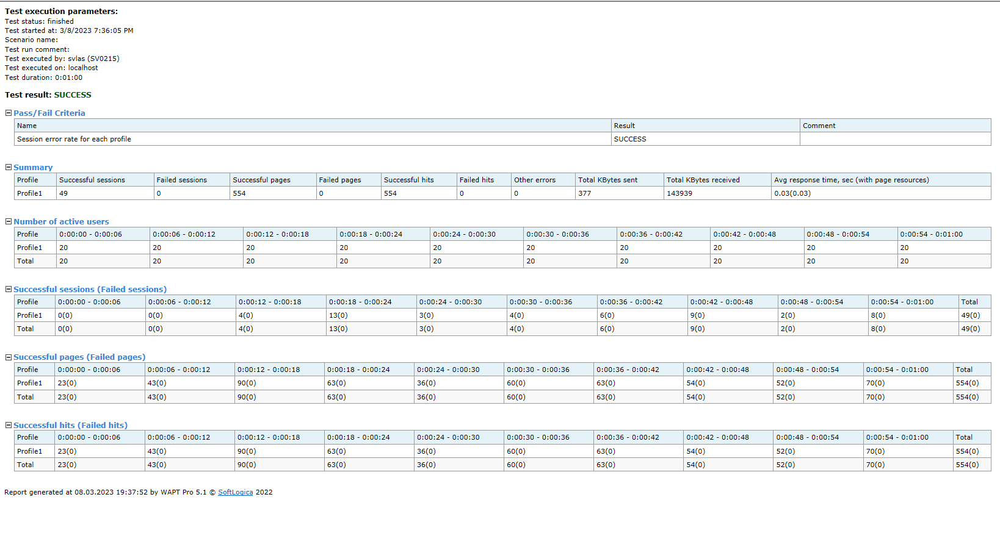 Test execution parameters:
Test status: finished
Test started at: 3/8/2023 7:36:05 PM
Scenario name:
Test run comment:
Test executed by: svlas (SV0215)
Test executed on: localhost
Test duration: 0:01:00
Test result: SUCCESS
Pass/Fail Criteria
Name Result Comment
Session error rate for each profile SUCCESS
Summary
Profile Successful sessions Failed sessions Successful pages Failed pages Successful hits Failed hits Other errors Total KBytes sent Total KBytes received Avg response time, sec (with page resources)
Profile1 49 0 554 0 554 0 0 377 143939 0.03(0.03)
Number of active users
Profile 0:00:00 - 0:00:06 0:00:06 - 0:00:12 0:00:12 - 0:00:18 0:00:18 - 0:00:24 0:00:24 - 0:00:30 0:00:30 - 0:00:36 0:00:36 - 0:00:42 0:00:42 - 0:00:48 0:00:48 - 0:00:54 0:00:54 - 0:01:00
Profile1 20 20 20 20 20 20 20 20 20 20
Total 20 20 20 20 20 20 20 20 20 20
Successful sessions (Failed sessions)
Profile 0:00:00 - 0:00:06 0:00:06 - 0:00:12 0:00:12 - 0:00:18 0:00:18 - 0:00:24 0:00:24 - 0:00:30 0:00:30 - 0:00:36 0:00:36 - 0:00:42 0:00:42 - 0:00:48 0:00:48 - 0:00:54 0:00:54 - 0:01:00 Total
Profile1 0(0) 0(0) 4(0) 13(0) 3(0) 4(0) 6(0) 9(0) 2(0) 8(0) 49(0)
Total 0(0) 0(0) 4(0) 13(0) 3(0) 4(0) 6(0) 9(0) 2(0) 8(0) 49(0)
Successful pages (Failed pages)
Profile 0:00:00 - 0:00:06 0:00:06 - 0:00:12 0:00:12 - 0:00:18 0:00:18 - 0:00:24 0:00:24 - 0:00:30 0:00:30 - 0:00:36 0:00:36 - 0:00:42 0:00:42 - 0:00:48 0:00:48 - 0:00:54 0:00:54 - 0:01:00 Total
Profile1 23(0) 43(0) 90(0) 63(0) 36(0) 60(0) 63(0) 54(0) 52(0) 70(0) 554(0)
Total 23(0) 43(0) 90(0) 63(0) 36(0) 60(0) 63(0) 54(0) 52(0) 70(0) 554(0)
Successful hits (Failed hits)
Profile 0:00:00 - 0:00:06 0:00:06 - 0:00:12 0:00:12 - 0:00:18 0:00:18 - 0:00:24 0:00:24 - 0:00:30 0:00:30 - 0:00:36 0:00:36 - 0:00:42 0:00:42 - 0:00:48 0:00:48 - 0:00:54 0:00:54 - 0:01:00 Total
Profile1 23(0) 43(0) 90(0) 63(0) 36(0) 60(0) 63(0) 54(0) 52(0) 70(0) 554(0)
Total 23(0) 43(0) 90(0) 63(0) 36(0) 60(0) 63(0) 54(0) 52(0) 70(0) 554(0)
Report generated at 08.03.2023 19:37:52 by WAPT Pro 5.1 © SoftLogica 2022